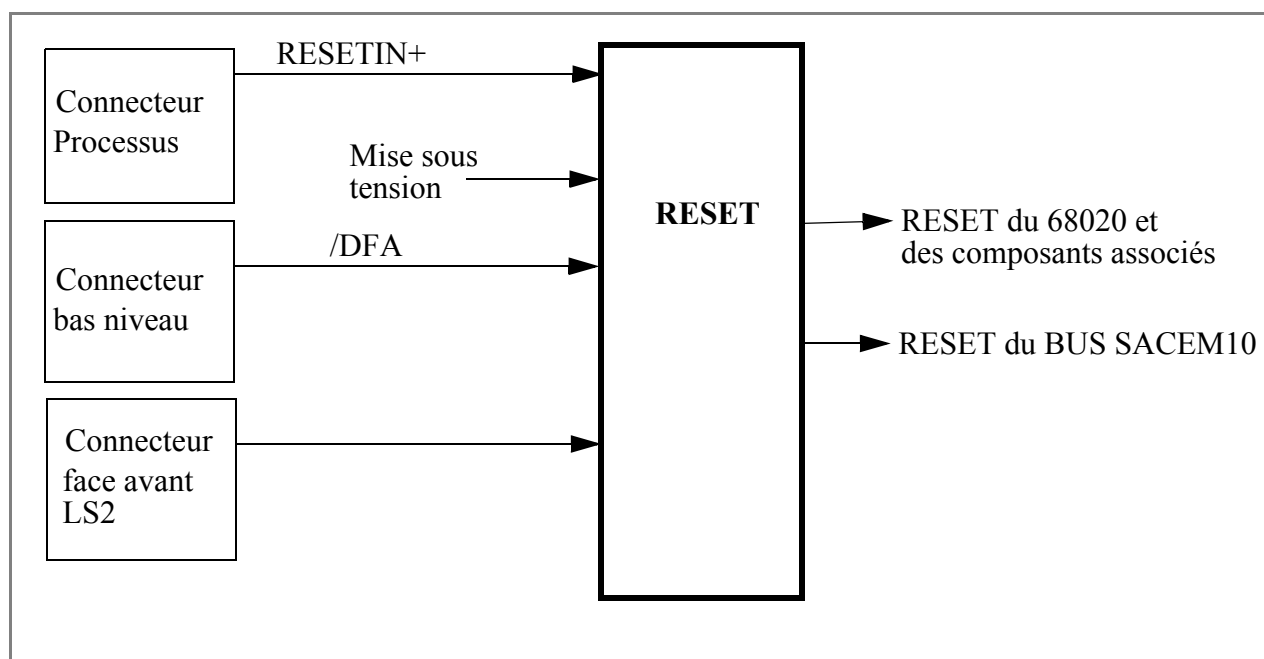 RESETIN+
Connecteur
Processus
Mise sous
tension
RESET
/DFA
Connecteur
bas niveau
RESET du 68020 et
des composants associés
RESET du BUS SACEM10
Connecteur
face avant
LS2